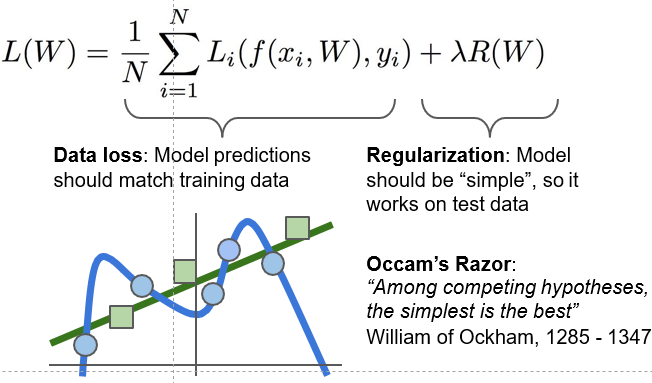 L(W) = \frac{1}{N} \sum_{i=1}^{N} L_i(f(x_i, W), y_i) + λR(W)
Data loss: Model predictions
should match training data
Regularization: Model
should be “simple”, so it
works on test data
Occam’s Razor:
“Among competing hypotheses,
the simplest is the best”
William of Ockham, 1285 - 1347